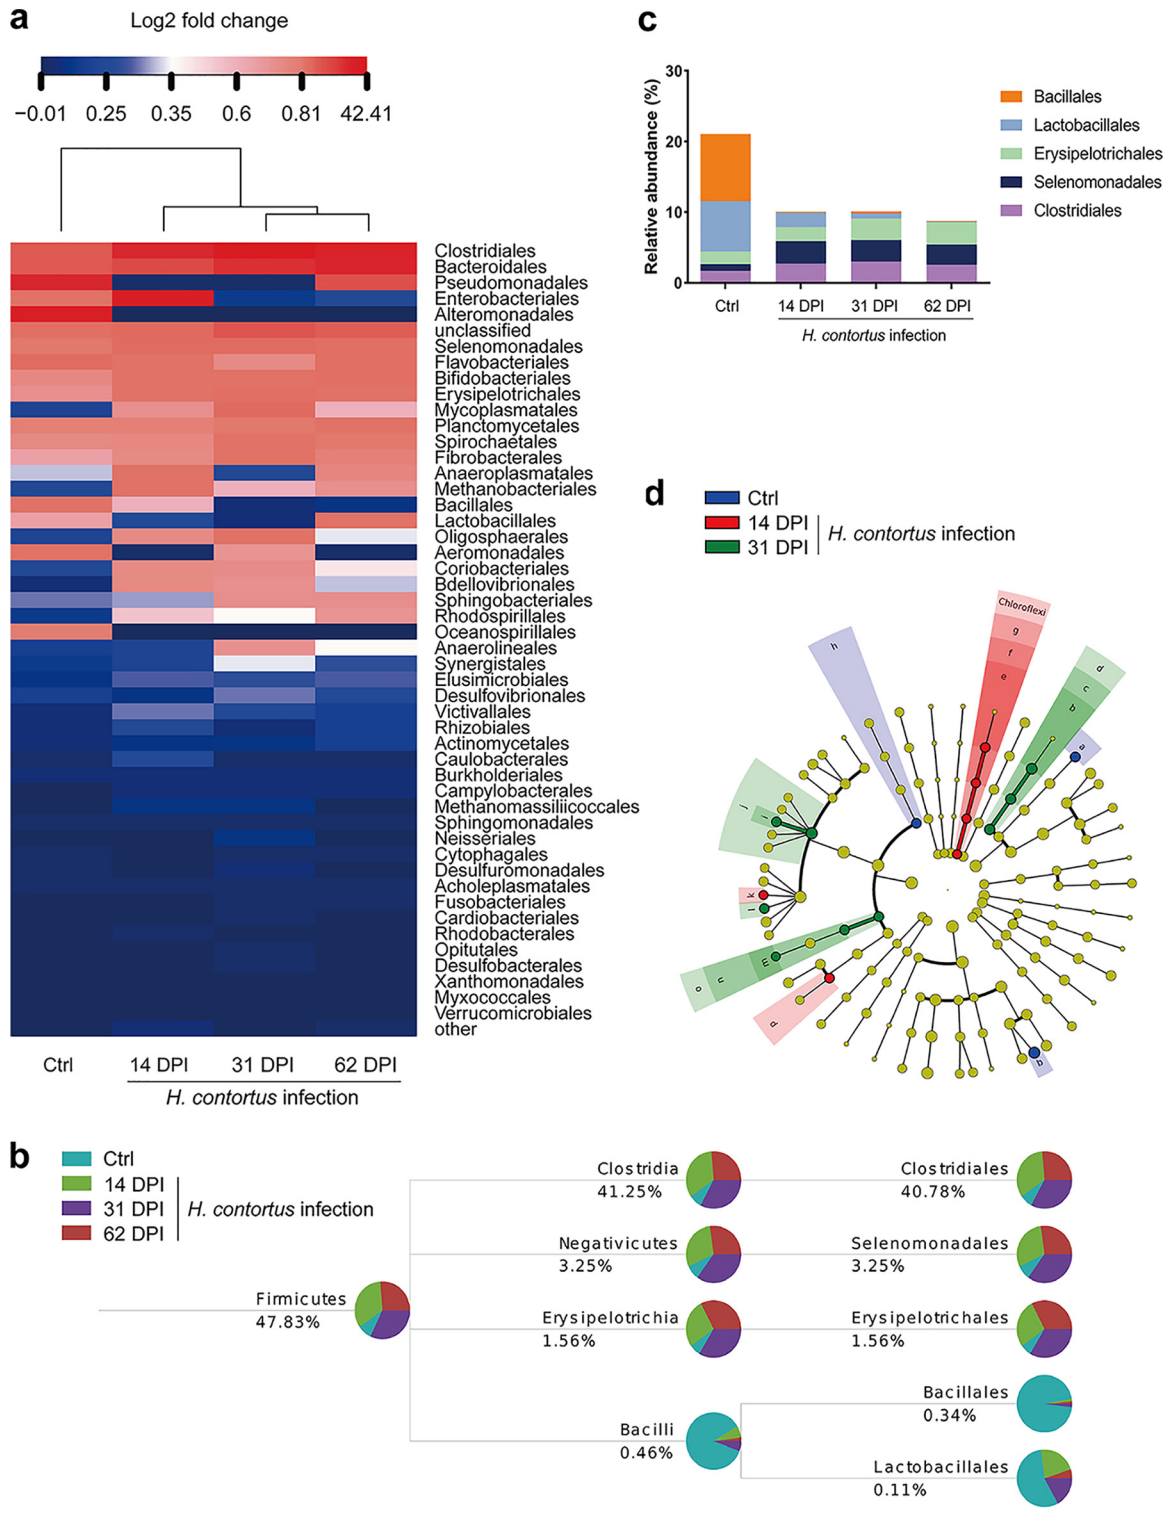 a
Log2 fold change
−0.01 0.25 0.35 0.6 0.81 42.41
Clostridiales
Bacteroidales
Pseudomonadales
Enterobacteriales
Alteromonadales
unclassified
Selenomonadales
Flavobacteriales
Bifidobacteriales
Erysipelotrichales
Mycoplasmatales
Planctomycetales
Spirochaetales
Fibrobacterales
Anaeroplasmatales
Methanobacteriales
Bacillales
Lactobacillales
Oligosphaerales
Aeromonadales
Coriobacteriales
Bdellovibrionales
Sphingobacteriales
Rhodospirillales
Oceanospirillales
Anaerolineales
Synergistales
Elusimicrobiales
Desulfovibrionales
Victivallales
Rhizobiales
Actinomycetales
Caulobacterales
Burkholderiales
Campylobacterales
Methanomassiliicoccales
Sphingomonadales
Neisseriales
Cytophagales
Desulfuromonadales
Acholeplasmatales
Fusobacteriales
Cardiobacteriales
Rhodobacterales
Opitutales
Desulfobacterales
Xanthomonadales
Myxococcales
Verrucomicrobiales
other
Ctrl 14 DPI 31 DPI 62 DPI
H. contortus infection
c
Relative abundance (%)
30
20
10
0
Ctrl 14 DPI 31 DPI 62 DPI
H. contortus infection
Bacillales
Lactobacillales
Erysipelotrichales
Selenomonadales
Clostridiales
d
Ctrl
14 DPI
31 DPI
H. contortus infection
Chloroflexi
g
f
e
d
c
b
a
h
j
i
k
l
m
n
o
p
q
b
Ctrl
14 DPI
31 DPI
62 DPI
H. contortus infection
Firmicutes
47.83%
Clostridia
41.25%
Clostridiales
40.78%
Negativicutes
3.25%
Selenomonadales
3.25%
Erysipelotrichia
1.56%
Erysipelotrichales
1.56%
Bacilli
0.46%
Bacillales
0.34%
Lactobacillales
0.11%